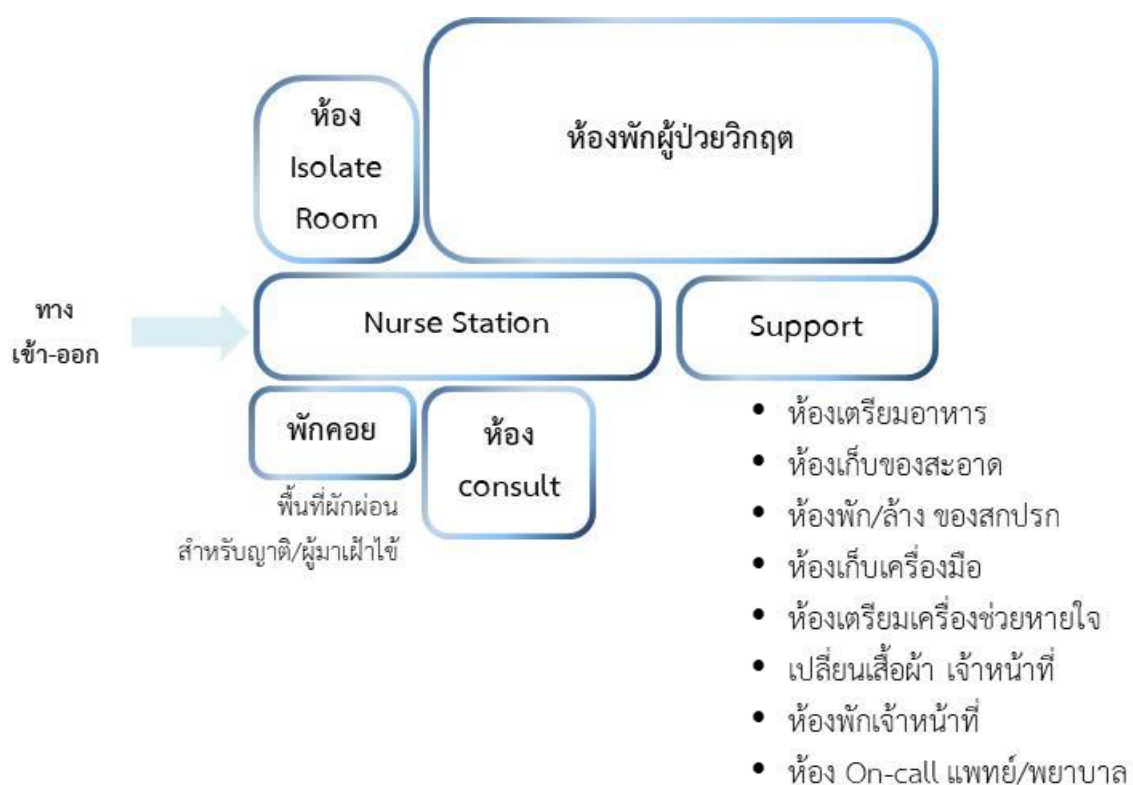 ห้อง
Isolate
Room
ห้องพักผู้ป่วยวิกฤต
ทาง
เข้า-ออก
Nurse Station
Support
พักคอย
พื้นที่ผักผ่อน
สำหรับญาติ/ผู้มาเฝ้าไข้
ห้อง
consult
• ห้องเตรียมอาหาร
• ห้องเก็บของสะอาด
• ห้องพัก/ล้าง ของสกปรก
• ห้องเก็บเครื่องมือ
• ห้องเตรียมเครื่องช่วยหายใจ
• เปลี่ยนเสื้อผ้า เจ้าหน้าที่
• ห้องพักเจ้าหน้าที่
• ห้อง On-call แพทย์/พยาบาล